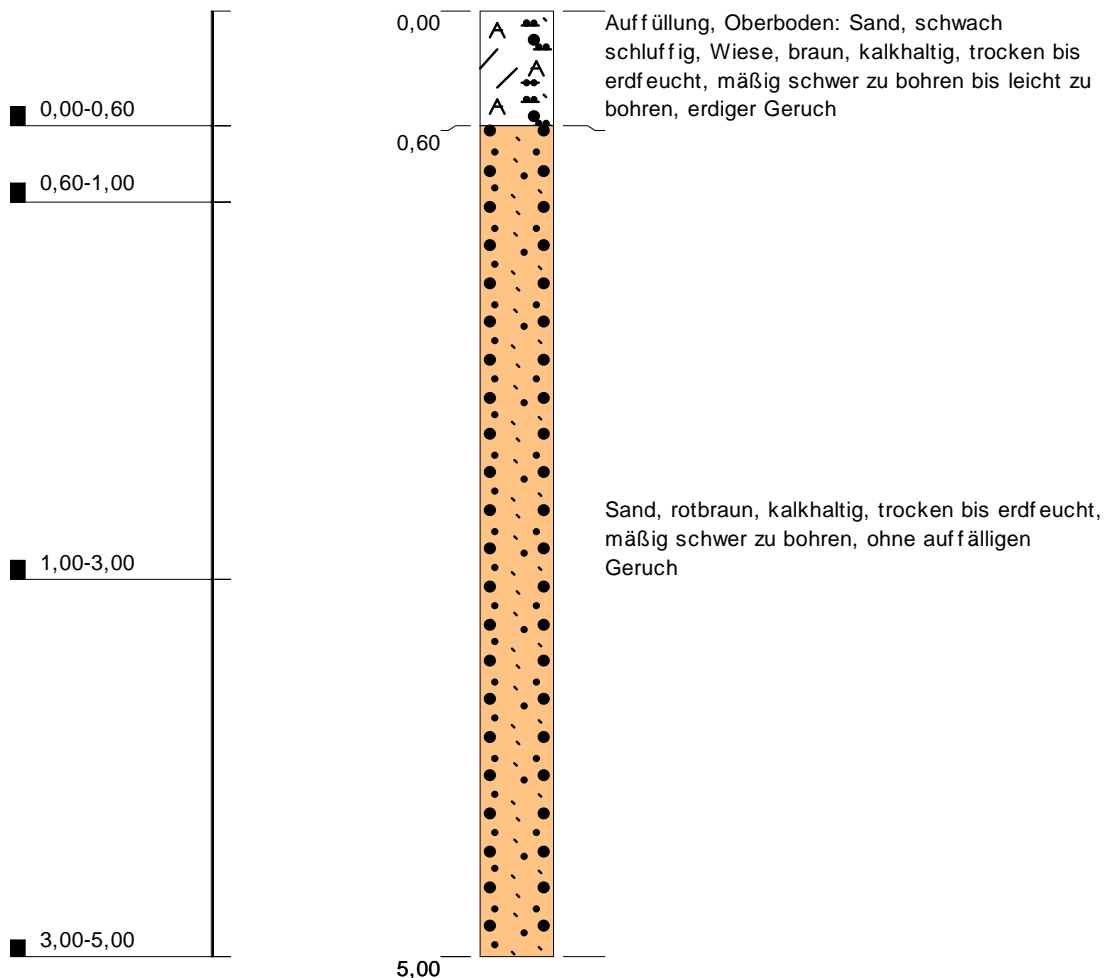 0,00
Auffüllung, Oberboden: Sand, schwach
schluffig, Wiese, braun, kalkhaltig, trocken bis
erdfeucht, mäßig schwer zu bohren bis leicht zu
bohren, erdiger Geruch
0,00-0,60
0,60
0,60-1,00
Sand, rotbraun, kalkhaltig, trocken bis erdfeucht,
mäßig schwer zu bohren, ohne auffälligen
Geruch
1,00-3,00
3,00-5,00
5,00